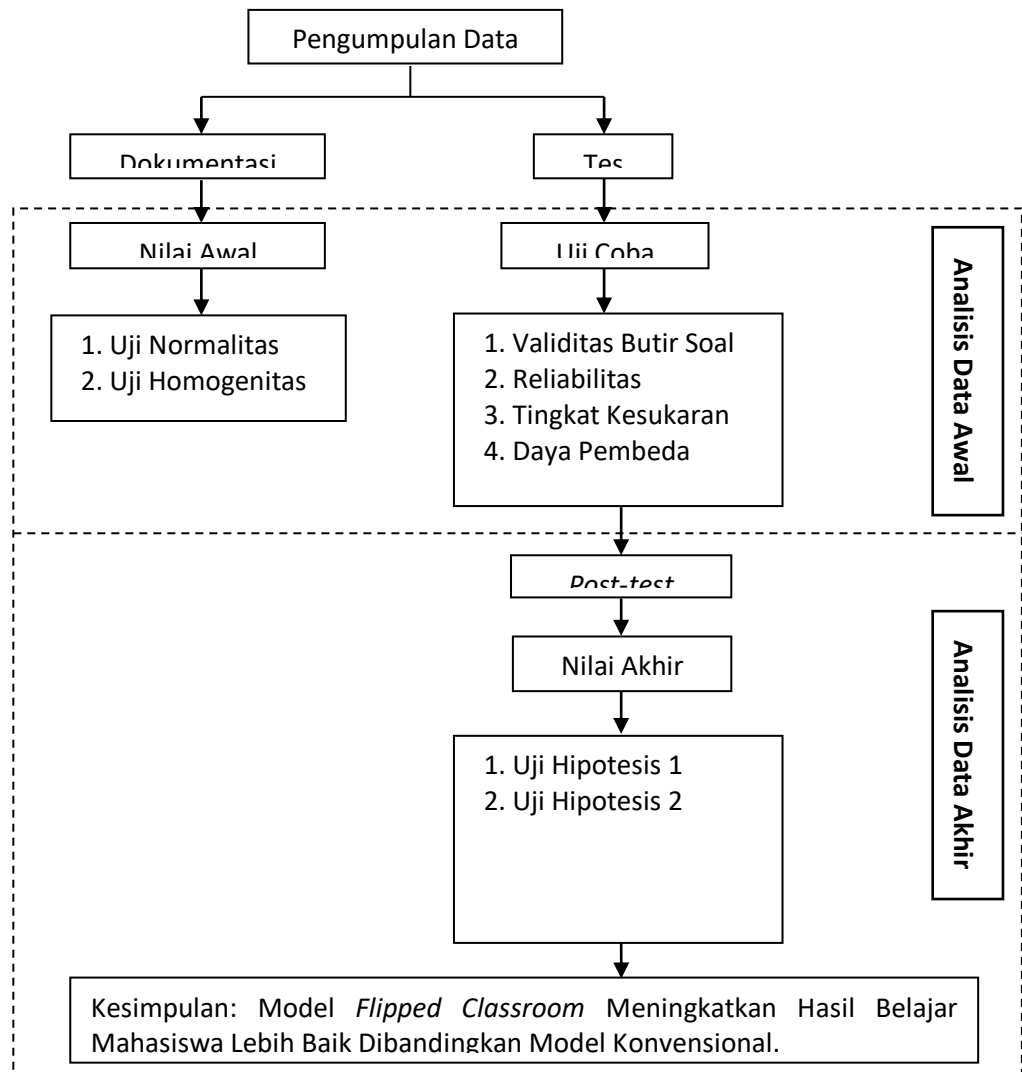 Pengumpulan Data
Dokumentasi
Tes
Nilai Awal
Uji Coba
1. Uji Normalitas
2. Uji Homogenitas
1. Validitas Butir Soal
2. Reliabilitas
3. Tingkat Kesukaran
4. Daya Pembeda
Analisis Data Awal
Post-test
Nilai Akhir
1. Uji Hipotesis 1
2. Uji Hipotesis 2
Analisis Data Akhir
Kesimpulan: Model Flipped Classroom Meningkatkan Hasil Belajar
Mahasiswa Lebih Baik Dibandingkan Model Konvensional.